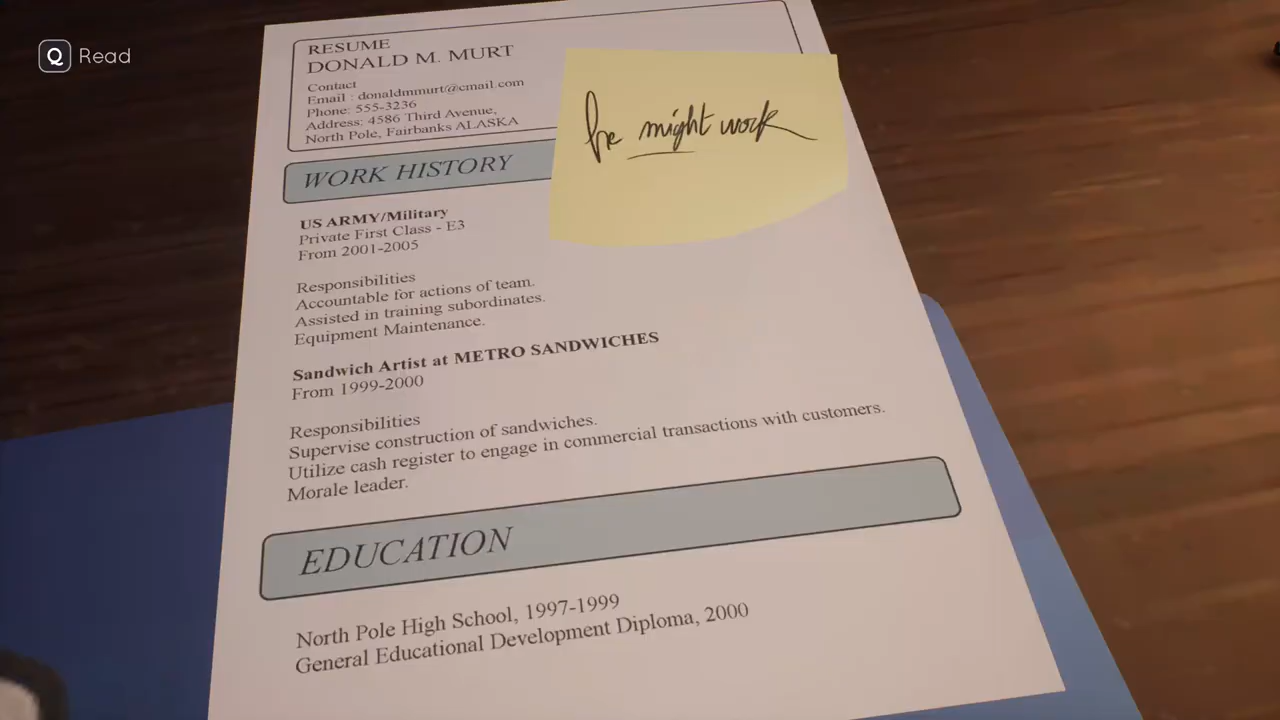 Q Read
RESUME
DONALD M. MURT
Contact
Email : donaldmmurt@cmail.com
Phone: 555-3236
Address: 4586 Third Avenue,
North Pole, Fairbanks ALASKA
he might work
WORK HISTORY
US ARMY/Military
Private First Class - E3
From 2001-2005
Responsibilities
Accountable for actions of team.
Assisted in training subordinates.
Equipment Maintenance.
Sandwich Artist at METRO SANDWICHES
From 1999-2000
Responsibilities
Supervise construction of sandwiches.
Utilize cash register to engage in commercial transactions with customers.
Morale leader.
EDUCATION
North Pole High School, 1997-1999
General Educational Development Diploma, 2000